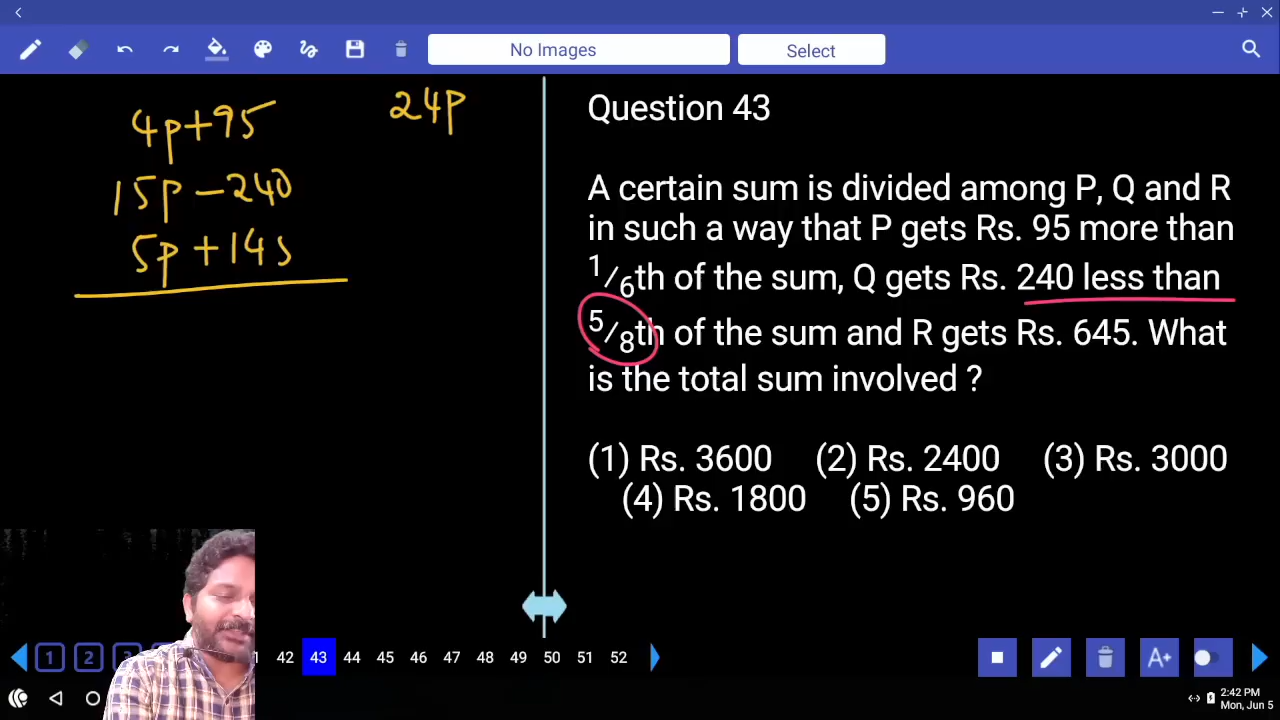 No Images
Select
4p+95
24p
15p-240
5p+145
Question 43
A certain sum is divided among P, Q and R
in such a way that P gets Rs. 95 more than
1/6th of the sum, Q gets Rs. 240 less than
5/8th of the sum and R gets Rs. 645. What
is the total sum involved ?
(1) Rs. 3600 (2) Rs. 2400 (3) Rs. 3000
(4) Rs. 1800 (5) Rs. 960
1 2 42 43 44 45 46 47 48 49 50 51 52
A+
2:42 PM
Mon, Jun 5